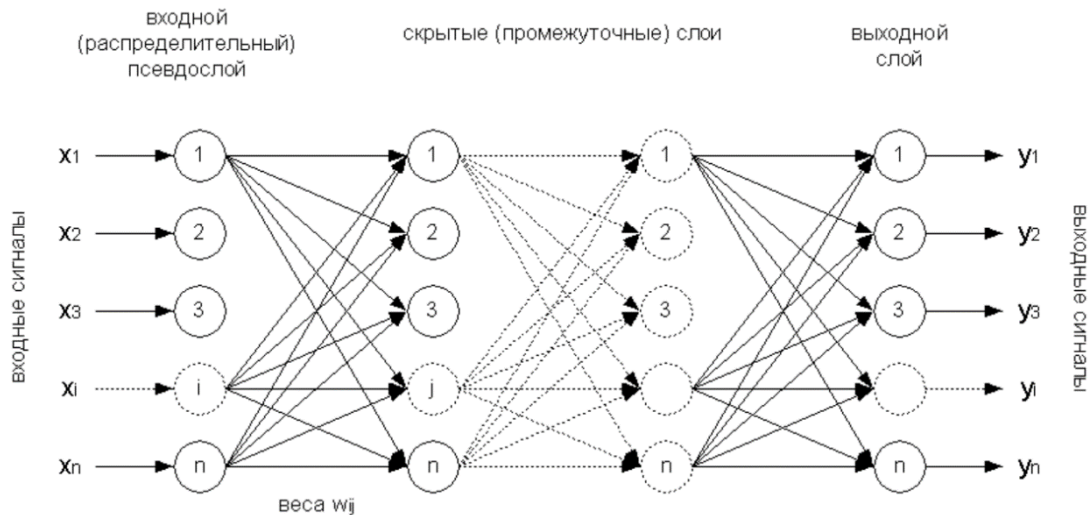 входной
(распределительный)
псевдослой
скрытые (промежуточные) слои
выходной
слой
входные сигналы
x1 1 1 1 1 y1
x2 2 2 2 2 y2
x3 3 3 3 3 y3
xi i j yi
xn n n n n yn
выходные сигналы
веса wij